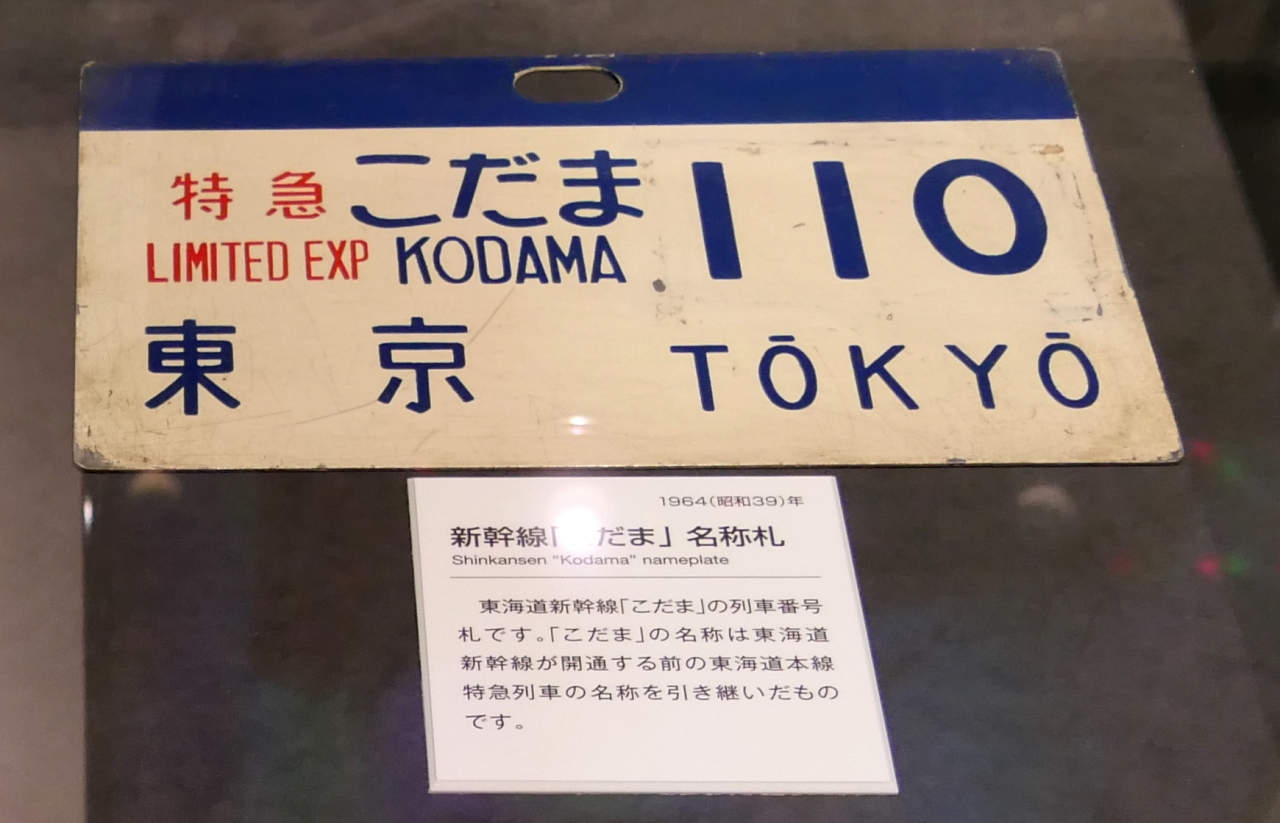 特急 こだま 110
LIMITED EXP KODAMA
東京 TŌKYŌ
1964(昭和39)年
新幹線「こだま」名称札
Shinkansen "Kodama" nameplate
東海道新幹線「こだま」の列車番号
札です。「こだま」の名称は東海道
新幹線が開通する前の東海道本線
特急列車の名称を引き継いだもの
です。